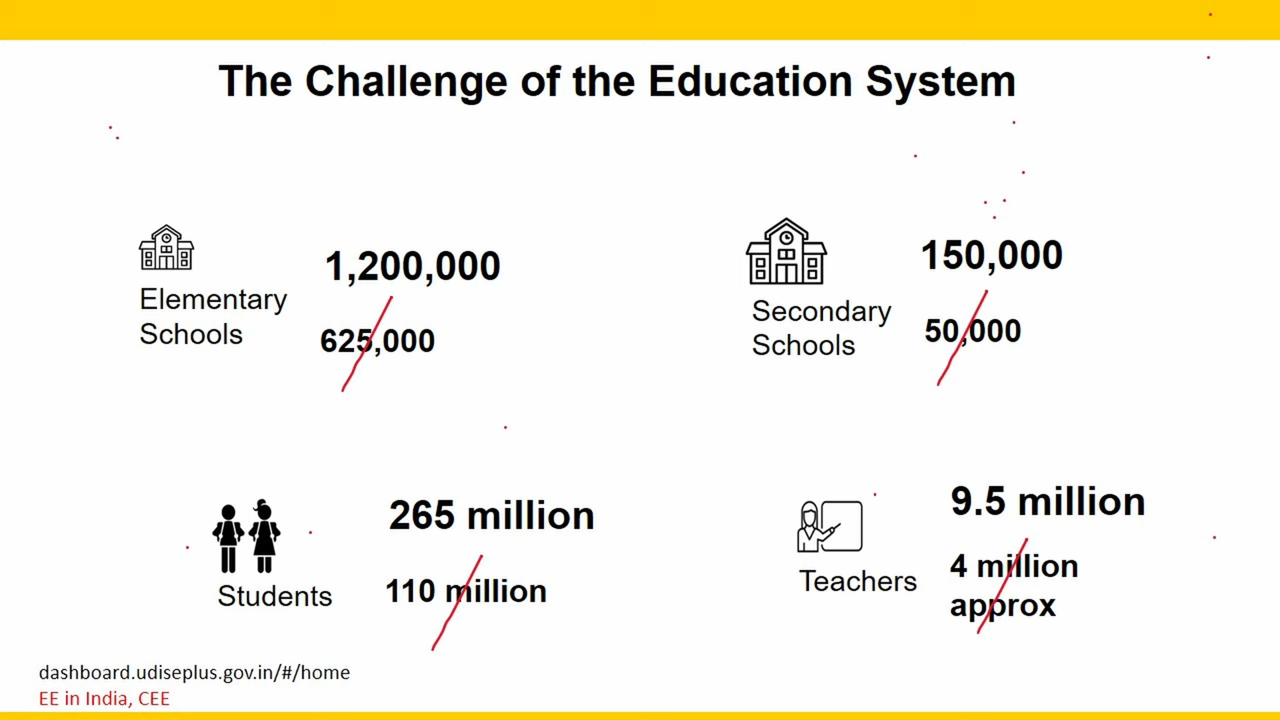 The Challenge of the Education System
Elementary
Schools
1,200,000
625,000
Secondary
Schools
150,000
50,000
Students
265 million
110 million
Teachers
9.5 million
4 million
approx
dashboard.udiseplus.gov.in/#/home
EE in India, CEE